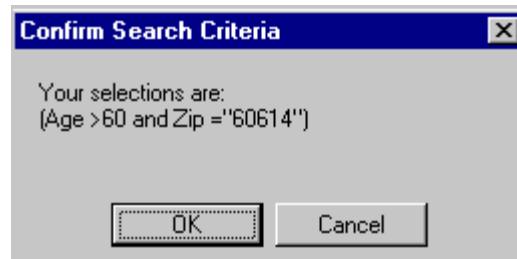 Confirm Search Criteria
Your selections are:
(Age >60 and Zip ="60614")
OK
Cancel